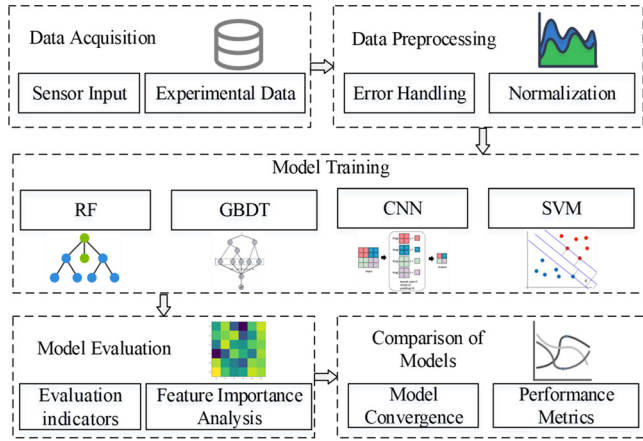 Data Acquisition
Sensor Input
Experimental Data
Data Preprocessing
Error Handling
Normalization
Model Training
RF
GBDT
CNN
SVM
Model Evaluation
Evaluation
indicators
Feature Importance
Analysis
Comparison of
Models
Model
Convergence
Performance
Metrics